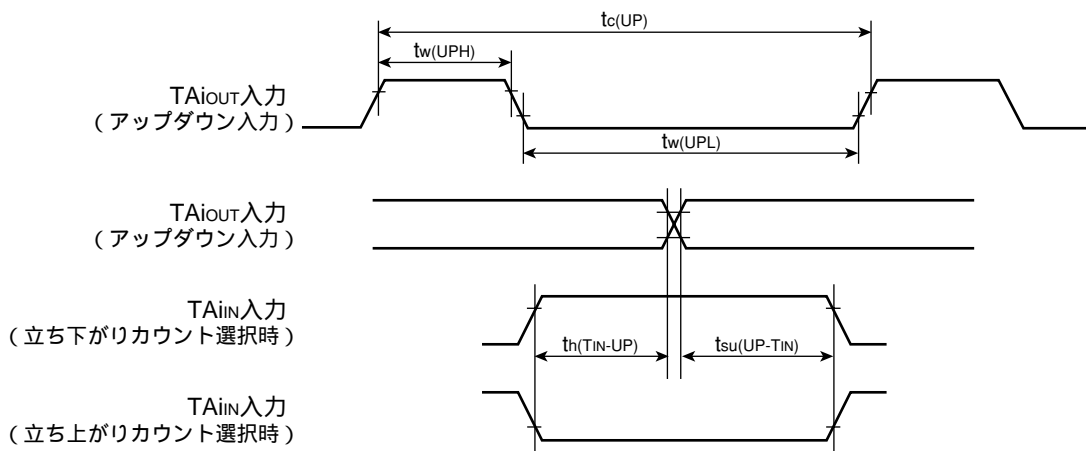 tc(UP)
tw(UPH)
TAiOUT入力
(アップダウン入力)
tw(UPL)
TAiOUT入力
(アップダウン入力)
TAiIN入力
(立ち下がりカウント選択時)
th(TIN-UP)
tsu(UP-TIN)
TAiIN入力
(立ち上がりカウント選択時)